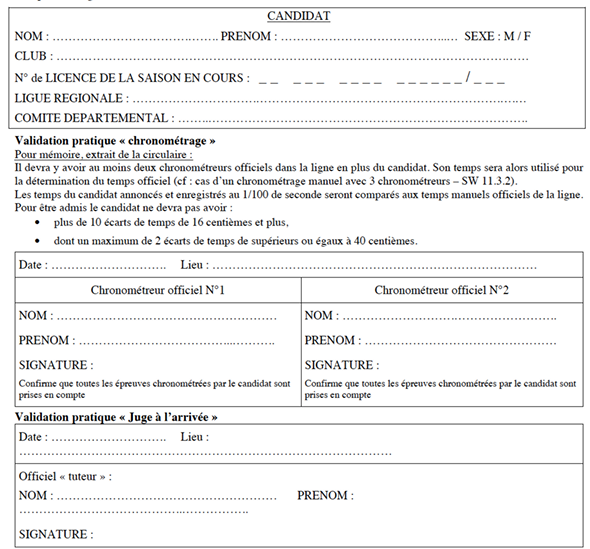 CANDIDAT
NOM : ……………………………. PRENOM : …………………………………... SEXE : M / F
CLUB : …………………………………………………………………………………….……
N° de LICENCE DE LA SAISON EN COURS : _ _ _ _ _ _ _ _ _ _ _ _ _ _ _ / _ _ _
LIGUE REGIONALE : ……………………………………………………………………….…….
COMITE DEPARTEMENTAL : …………………………………………………………………….
Validation pratique « chronométrage »
Pour mémoire, extrait de la circulaire :
Il devra y avoir au moins deux chronométreurs officiels dans la ligne en plus du candidat. Son temps sera alors utilisé pour
la détermination du temps officiel (cf : cas d’un chronométrage manuel avec 3 chronométreurs – SW 11.3.2).
Les temps du candidat annoncés et enregistrés au 1/100 de seconde seront comparés aux temps manuels officiels de la ligne.
Pour être admis le candidat ne devra pas avoir :
• plus de 10 écarts de temps de 16 centièmes et plus,
• dont un maximum de 2 écarts de temps de supérieurs ou égaux à 40 centièmes.
Date : ……………………….. Lieu : ………………………………………………………………………
Chronométreur officiel N°1 Chronométreur officiel N°2
NOM : ………………………………………………
NOM : …………………………….……………….
PRENOM : ……………………………...……….
PRENOM : …………………………………………
SIGNATURE :
SIGNATURE :
Confirme que toutes les épreuves chronométrées par le candidat sont
prises en compte
Confirme que toutes les épreuves chronométrées par le candidat sont
prises en compte
Validation pratique « Juge à l’arrivée »
Date : ……………………….. Lieu :
…………………………………………………………………………………
Officiel « tuteur » :
NOM : ……………………………………………… PRENOM :
………………………………….…………….
SIGNATURE :